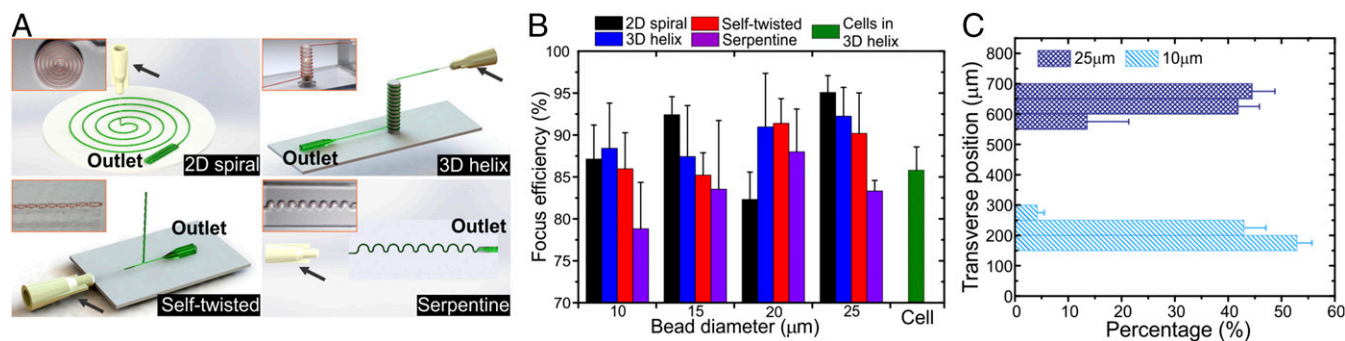 A
2D spiral
Outlet
3D helix
Outlet
Self-twisted
Outlet
Serpentine
Outlet
B
2D spiral
3D helix
Self-twisted
Serpentine
Cells in
3D helix
Focus efficiency (%)
100
95
90
85
80
75
70
10
15
20
25
Cell
Bead diameter (μm)
C
25μm
10μm
Transverse position (μm)
800
700
600
500
400
300
200
100
0
0
10
20
30
40
50
60
Percentage (%)